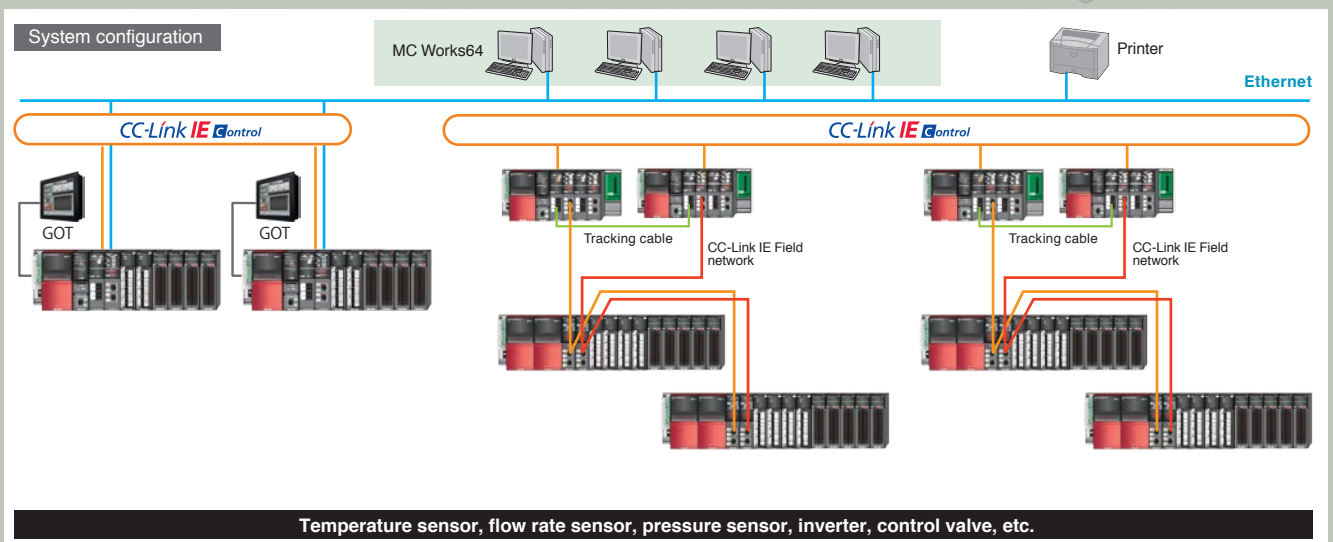 System configuration
MC Works64
Printer
Ethernet
CC-Link IE Control
CC-Link IE Control
GOT
GOT
Tracking cable
CC-Link IE Field
network
Tracking cable
CC-Link IE Field
network
Temperature sensor, flow rate sensor, pressure sensor, inverter, control valve, etc.